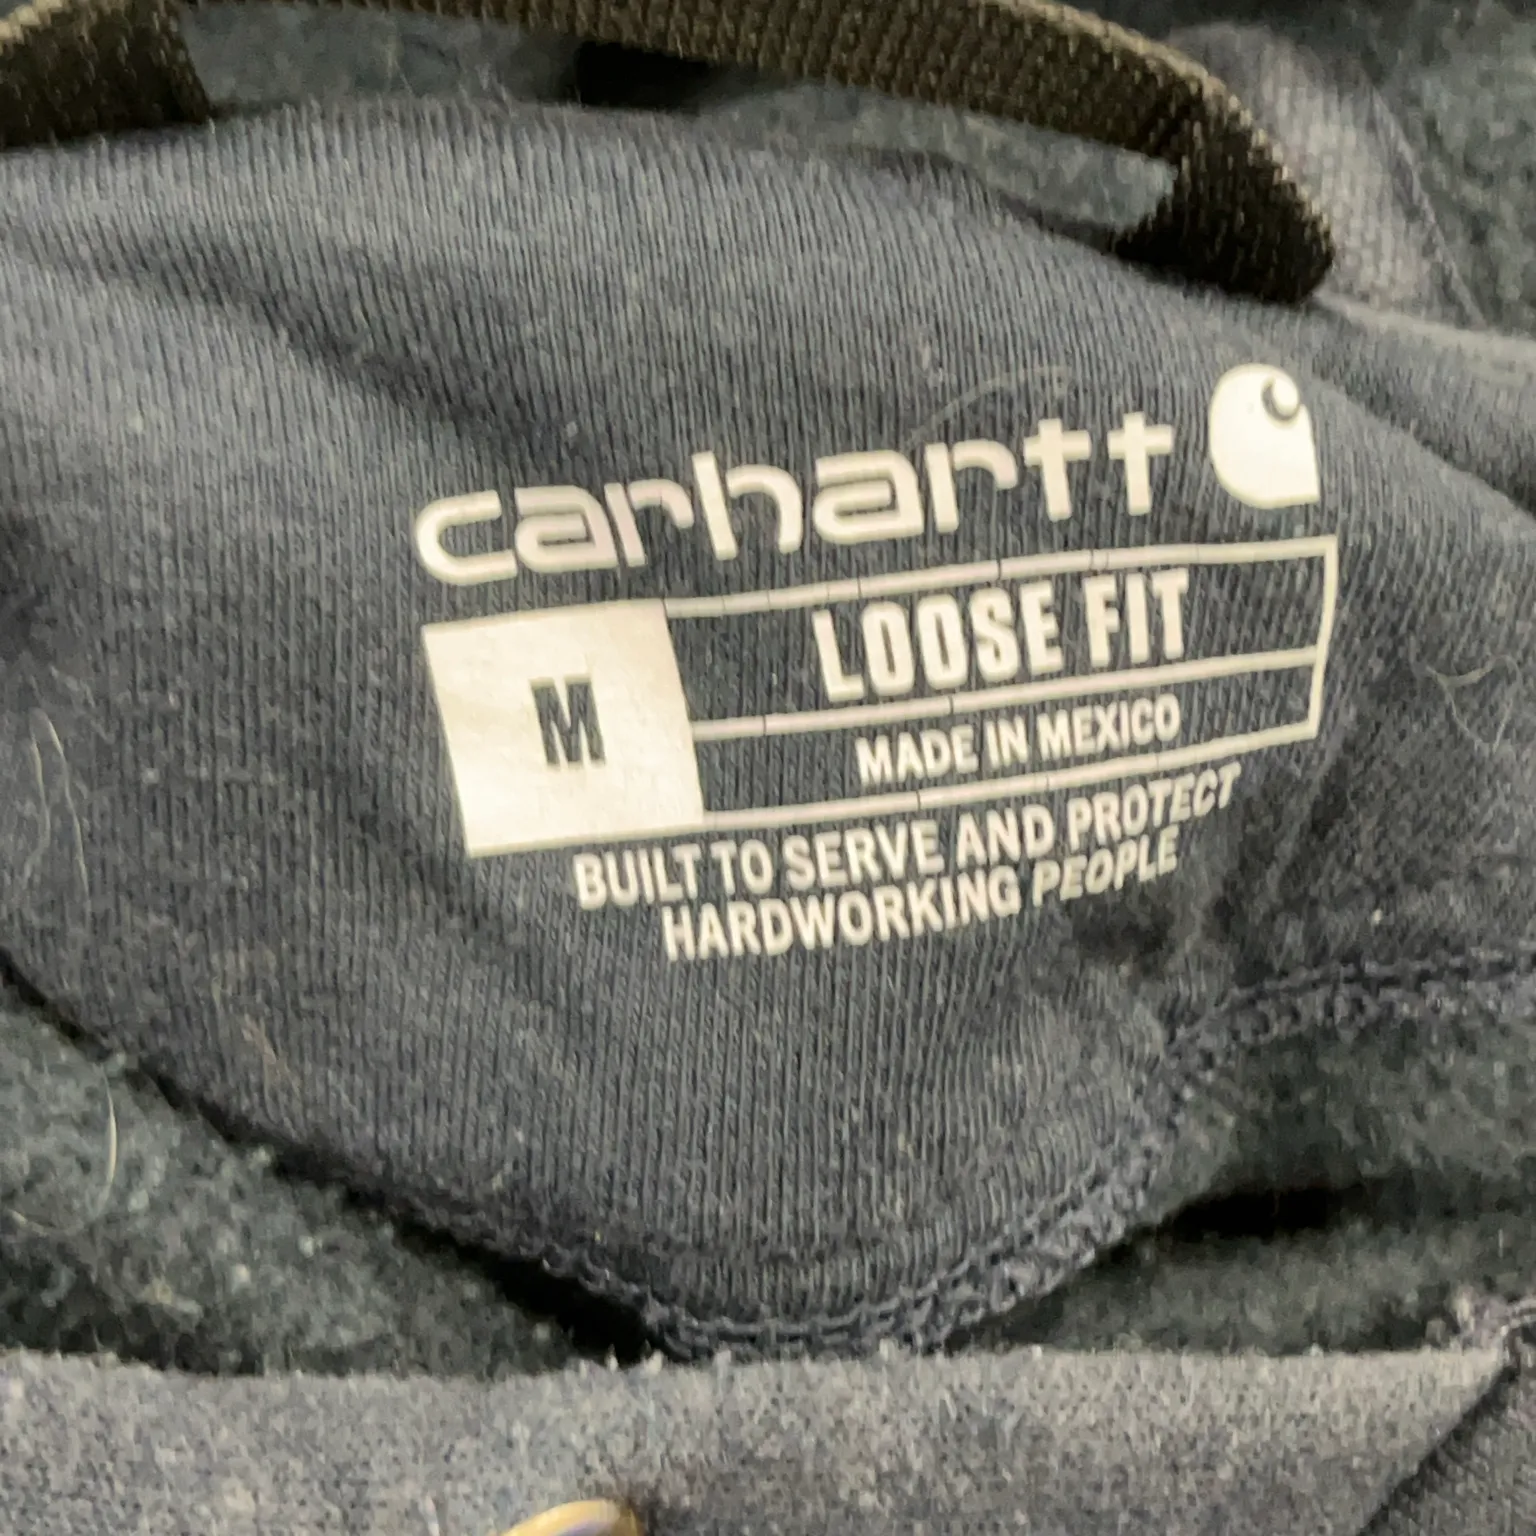 carhartt
M
LOOSE FIT
MADE IN MEXICO
BUILT TO SERVE AND PROTECT
HARDWORKING PEOPLE